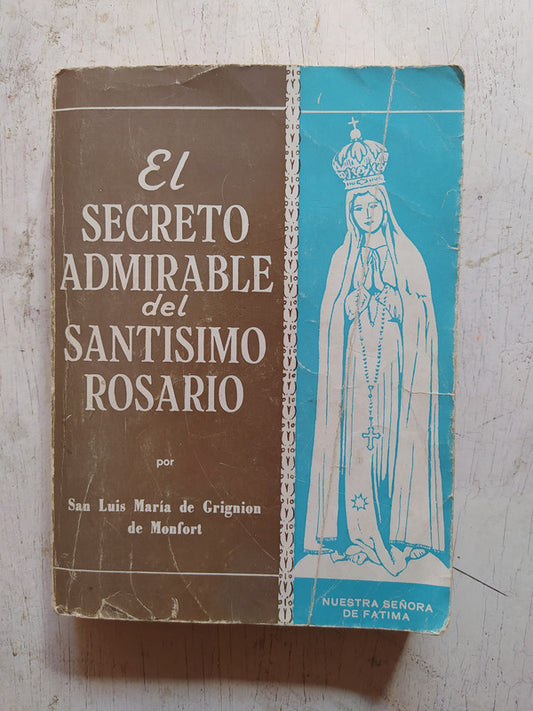 El
SECRETO
ADMIRABLE
del
SANTISIMO
ROSARIO
por
San Luis María de Grignion
de Monfort
NUESTRA SEÑORA
DE FATIMA